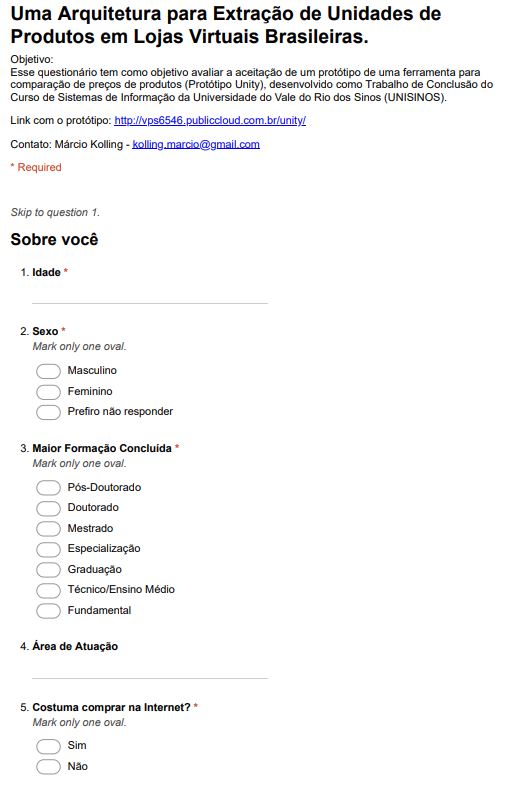 Uma Arquitetura para Extração de Unidades de
Produtos em Lojas Virtuais Brasileiras.
Objetivo:
Esse questionário tem como objetivo avaliar a aceitação de um protótipo de uma ferramenta para
comparação de preços de produtos (Protótipo Unity), desenvolvido como Trabalho de Conclusão do
Curso de Sistemas de Informação da Universidade do Vale do Rio dos Sinos (UNISINOS).
Link com o protótipo: http://vps6546.publiccloud.com.br/unity/
Contato: Márcio Kolling - kolling.marcio@gmail.com
* Required
Skip to question 1.
Sobre você
1. Idade *
2. Sexo *
Mark only one oval.
Masculino
Feminino
Prefiro não responder
3. Maior Formação Concluída *
Mark only one oval.
Pós-Doutorado
Doutorado
Mestrado
Especialização
Graduação
Técnico/Ensino Médio
Fundamental
4. Área de Atuação
5. Costuma comprar na Internet? *
Mark only one oval.
Sim
Não